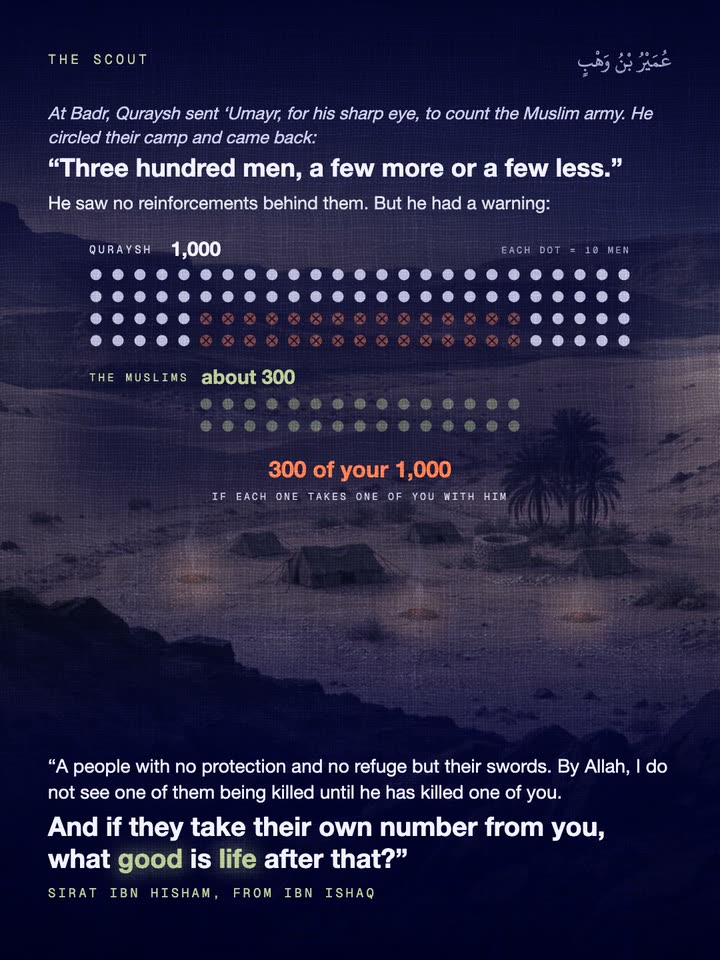 THE SCOUT
عُمَيْرُ بْنُ وَهْبٍ
At Badr, Quraysh sent ‘Umayr, for his sharp eye, to count the Muslim army. He
circled their camp and came back:
“Three hundred men, a few more or a few less.”
He saw no reinforcements behind them. But he had a warning:
QURAYSH 1,000
EACH DOT = 10 MEN
THE MUSLIMS about 300
300 of your 1,000
IF EACH ONE TAKES ONE OF YOU WITH HIM
“A people with no protection and no refuge but their swords. By Allah, I do
not see one of them being killed until he has killed one of you.
And if they take their own number from you,
what good is life after that?”
SIRAT IBN HISHAM, FROM IBN ISHAQ